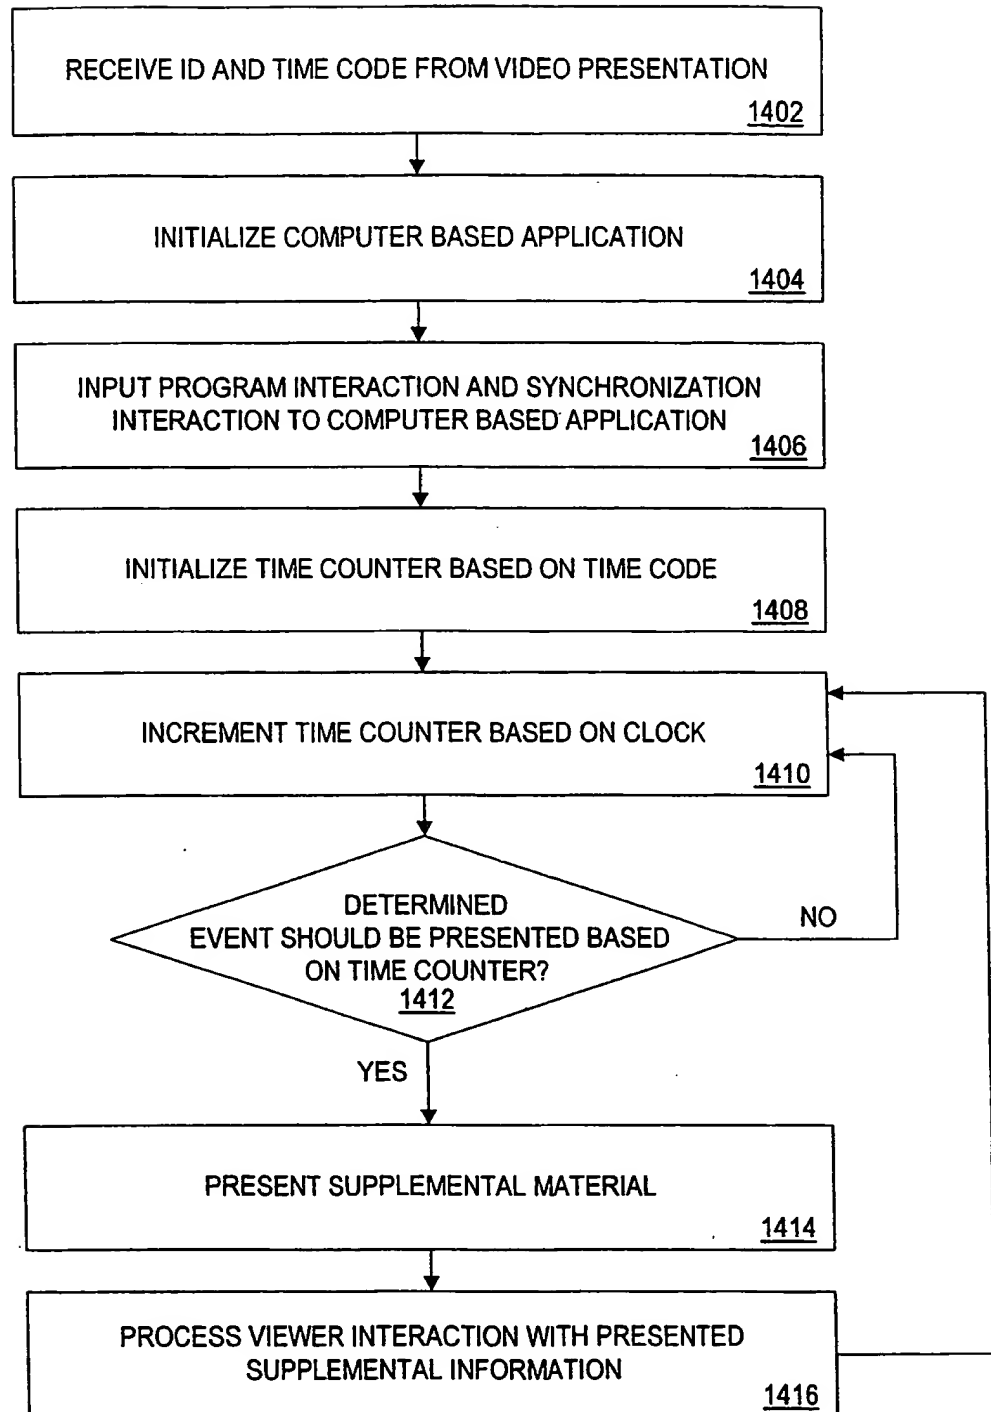 RECEIVE ID AND TIME CODE FROM VIDEO PRESENTATION
1402
INITIALIZE COMPUTER BASED APPLICATION
1404
INPUT PROGRAM INTERACTION AND SYNCHRONIZATION
INTERACTION TO COMPUTER BASED APPLICATION
1406
INITIALIZE TIME COUNTER BASED ON TIME CODE
1408
INCREMENT TIME COUNTER BASED ON CLOCK
1410
DETERMINED
EVENT SHOULD BE PRESENTED BASED
ON TIME COUNTER?
1412
NO
YES
PRESENT SUPPLEMENTAL MATERIAL
1414
PROCESS VIEWER INTERACTION WITH PRESENTED
SUPPLEMENTAL INFORMATION
1416